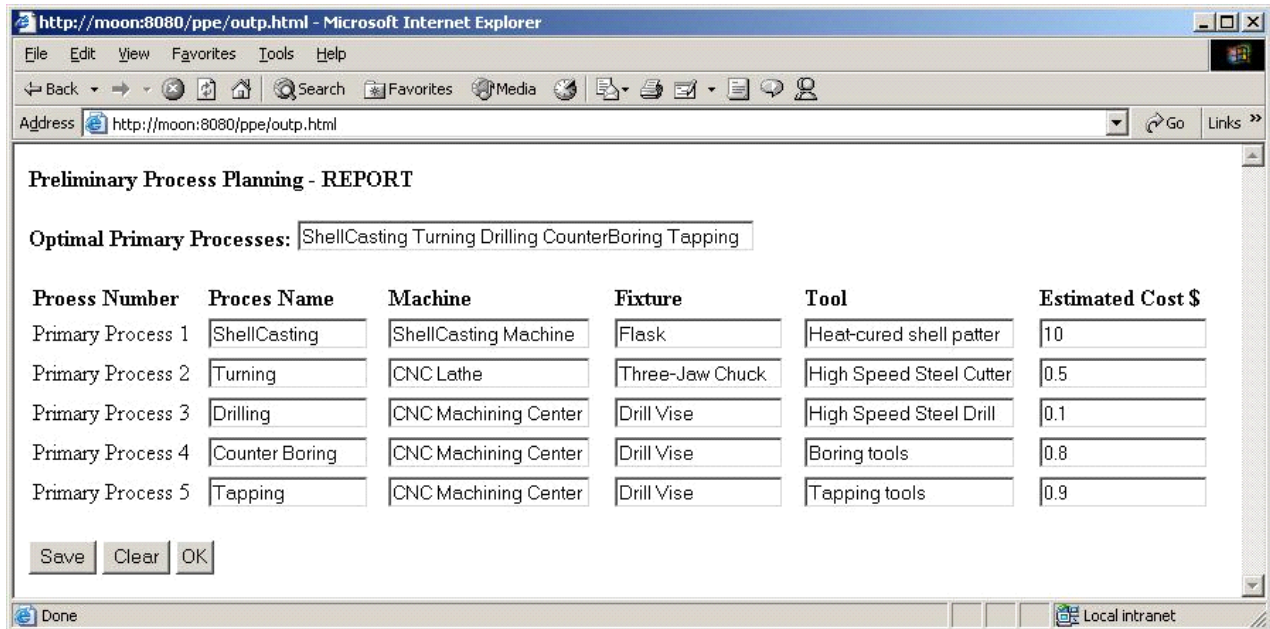 http://moon:8080/ppe/outp.html - Microsoft Internet Explorer
File Edit View Favorites Tools Help
Back Search Favorites Media
Address http://moon:8080/ppe/outp.html Go Links »
Preliminary Process Planning - REPORT
Optimal Primary Processes: ShellCasting Turning Drilling CounterBoring Tapping
Proess Number Proces Name Machine Fixture Tool Estimated Cost $
Primary Process 1 ShellCasting ShellCasting Machine Flask Heat-cured shell patter 10
Primary Process 2 Turning CNC Lathe Three-Jaw Chuck High Speed Steel Cutter 0.5
Primary Process 3 Drilling CNC Machining Center Drill Vise High Speed Steel Drill 0.1
Primary Process 4 Counter Boring CNC Machining Center Drill Vise Boring tools 0.8
Primary Process 5 Tapping CNC Machining Center Drill Vise Tapping tools 0.9
Save Clear OK
Done Local intranet